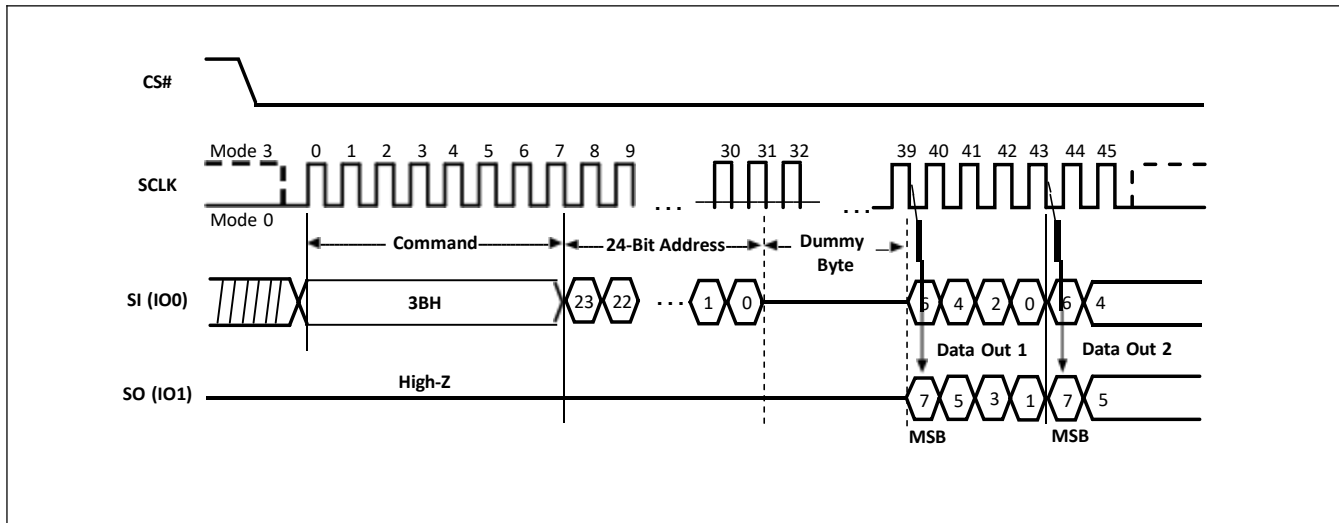 CS#
Mode 3 0 1 2 3 4 5 6 7 8 9 30 31 32 39 40 41 42 43 44 45
SCLK
... ...
Mode 0
Command 24-Bit Address Dummy
Byte
SI (IO0) 3BH 23 22 ... 1 0 6 4 2 0 6 4
Data Out 1 Data Out 2
High-Z
SO (IO1) 7 5 3 1 7 5
MSB MSB